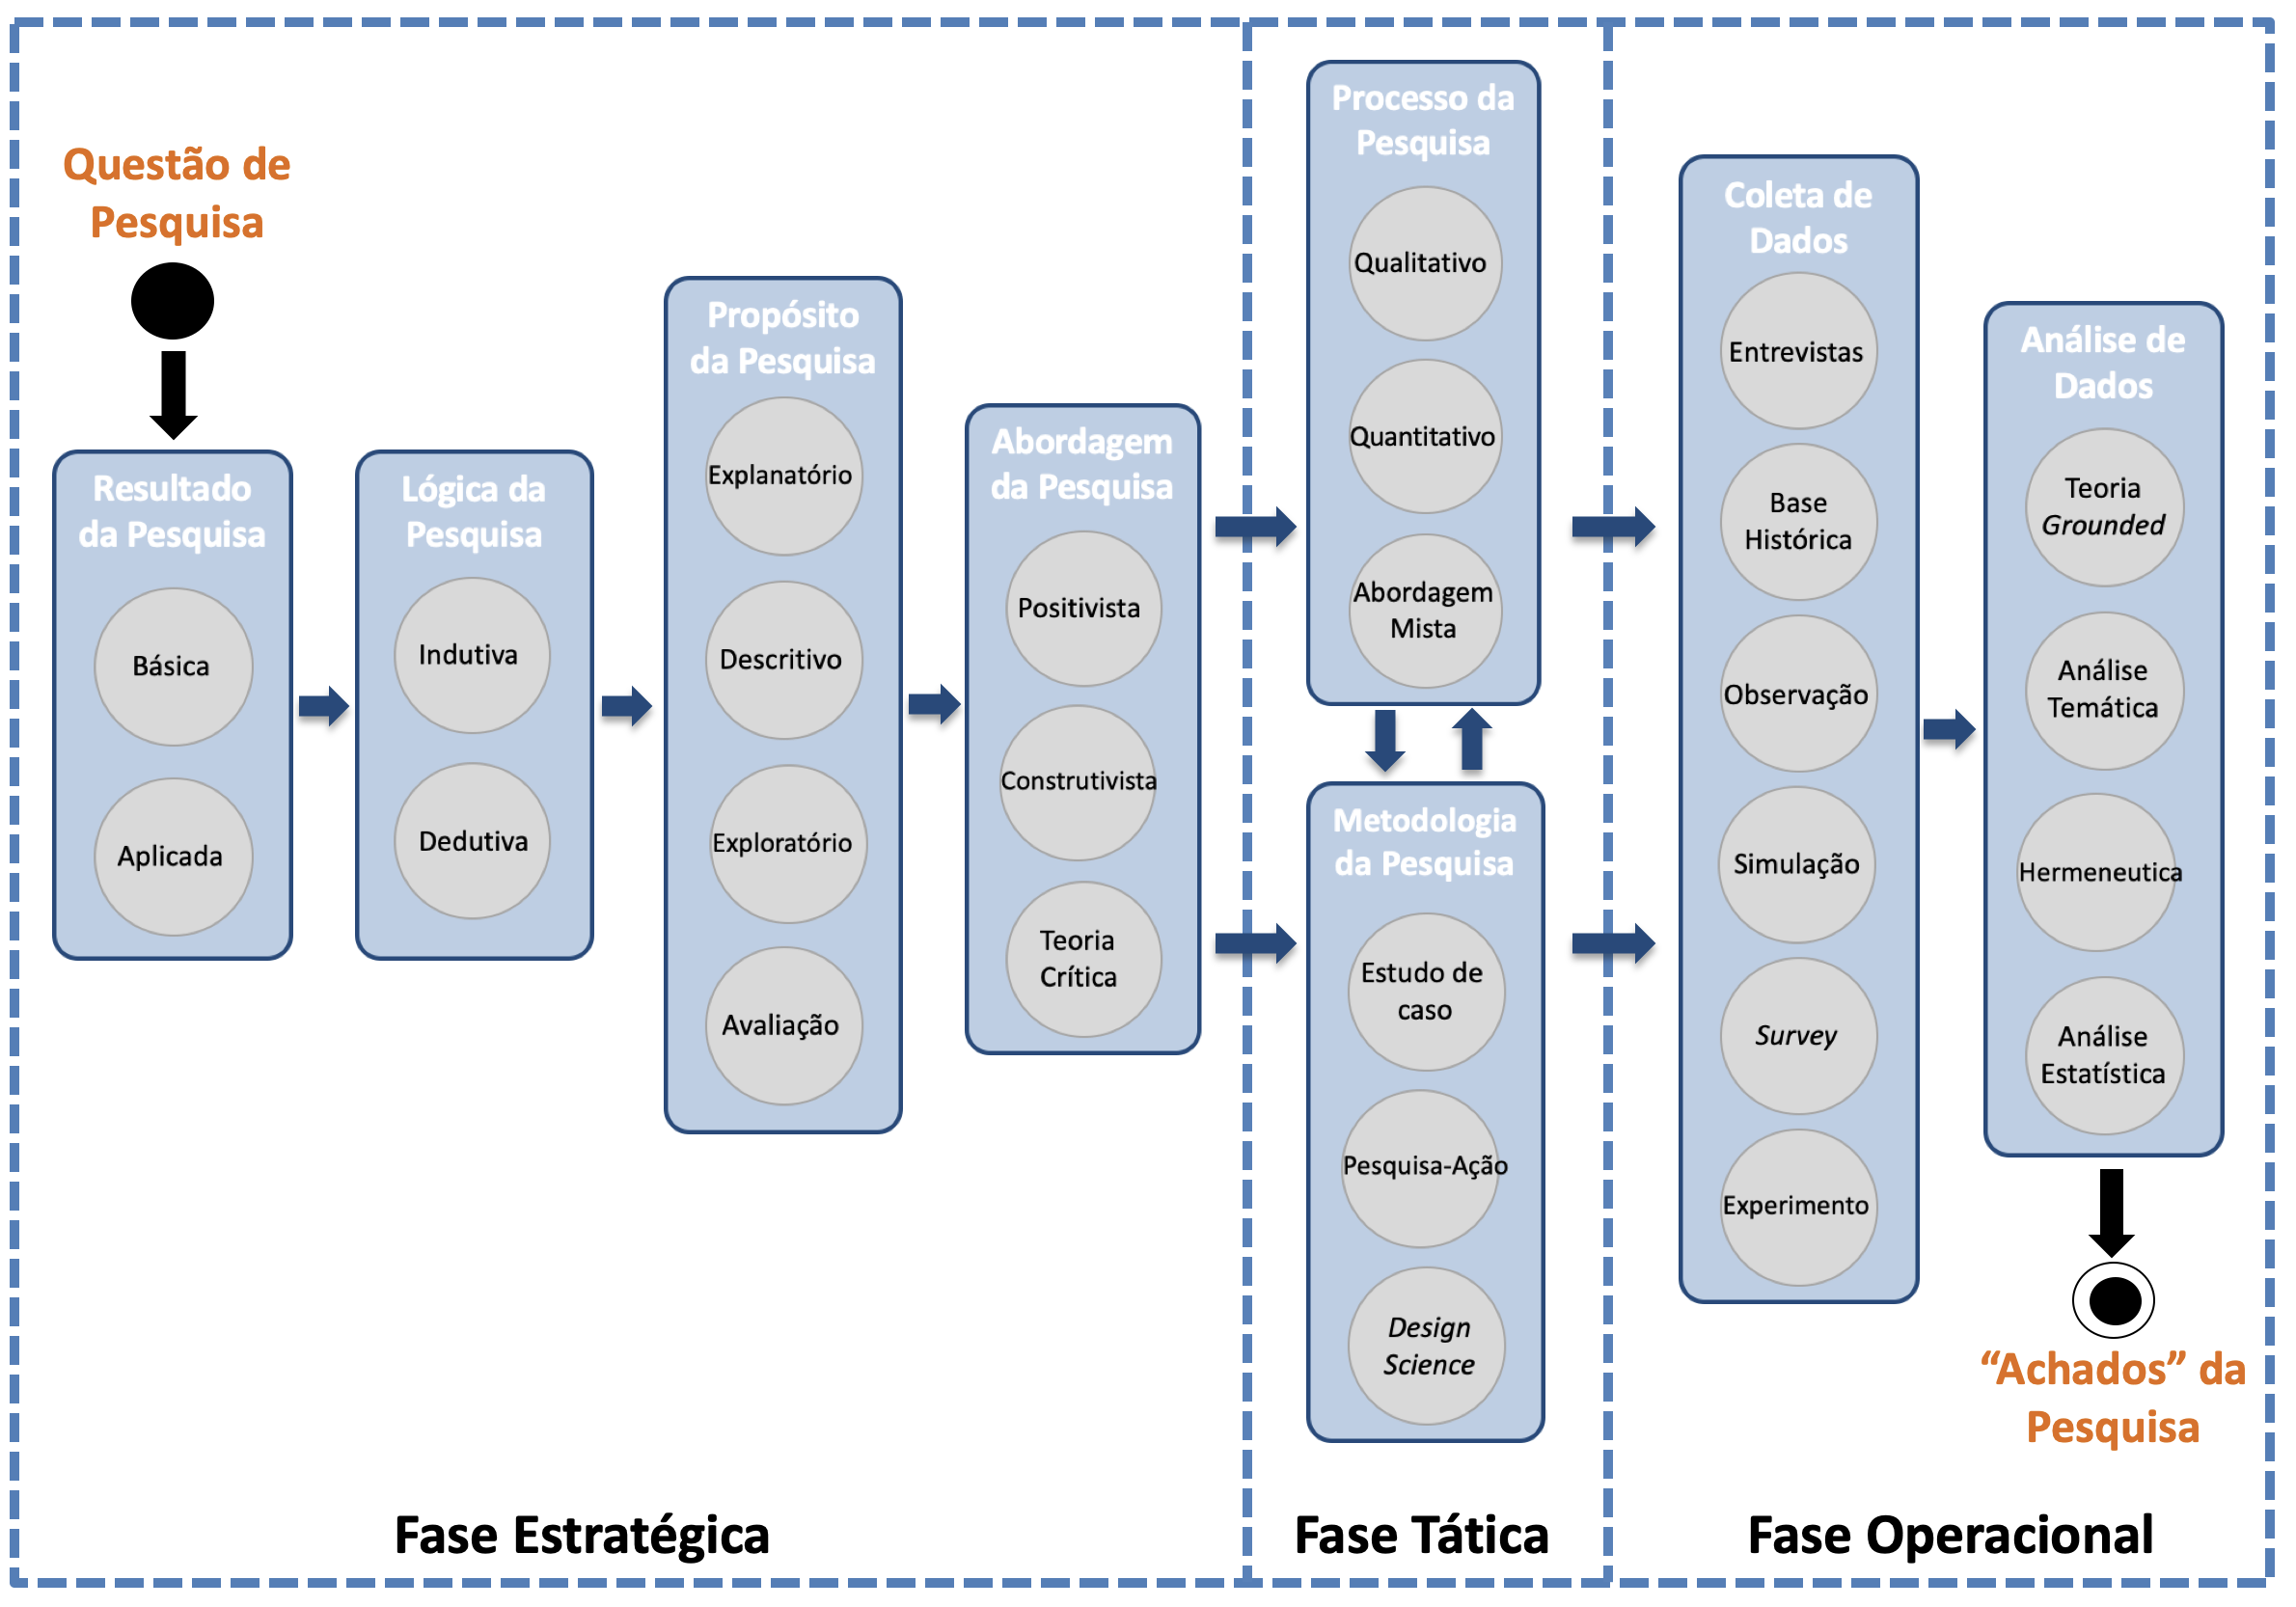 Questão de
Pesquisa
Resultado
da Pesquisa
Básica
Aplicada
Lógica da
Pesquisa
Indutiva
Dedutiva
Propósito
da Pesquisa
Explanatório
Descritivo
Exploratório
Avaliação
Abordagem
da Pesquisa
Positivista
Construtivista
Teoria
Crítica
Fase Estratégica
Processo da
Pesquisa
Qualitativo
Quantitativo
Abordagem
Mista
Metodologia
da Pesquisa
Estudo de
caso
Pesquisa-Ação
Design
Science
Fase Tática
Coleta de
Dados
Entrevistas
Base
Histórica
Observação
Simulação
Survey
Experimento
Análise de
Dados
Teoria
Grounded
Análise
Temática
Hermeneutica
Análise
Estatística
“Achados” da
Pesquisa
Fase Operacional